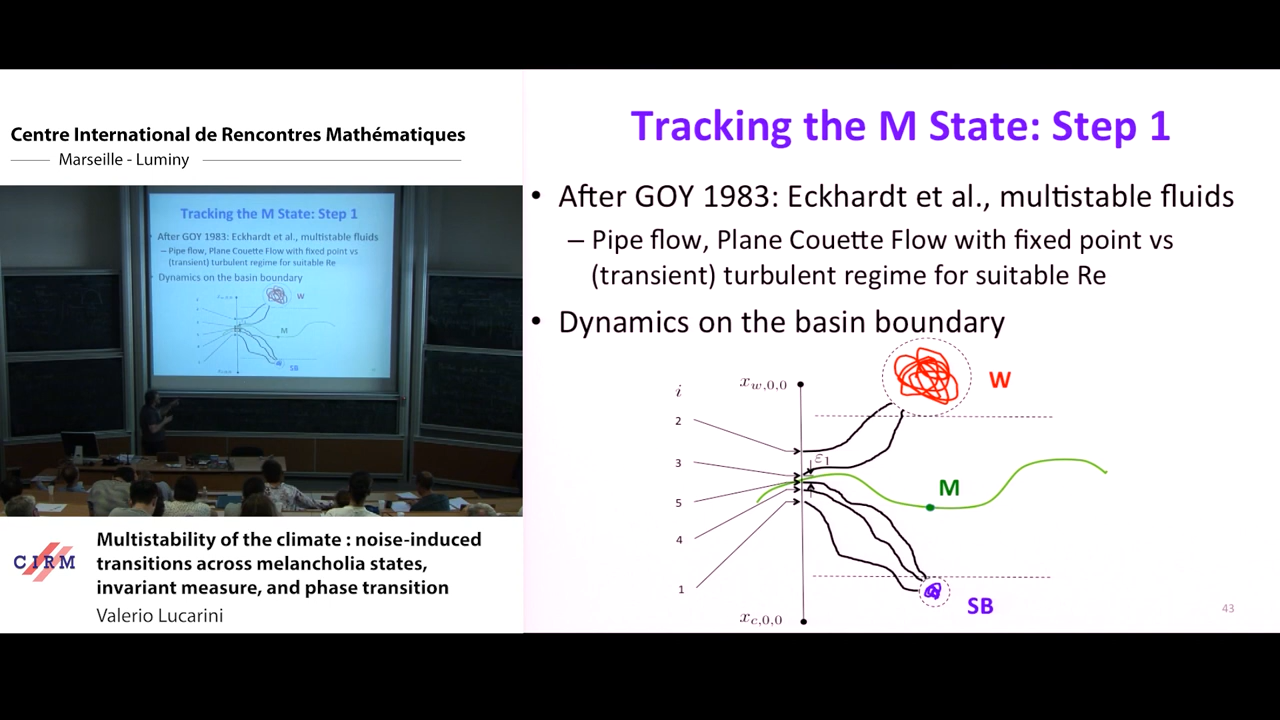 Centre International de Rencontres Mathématiques
Marseille - Luminy
Tracking the M State: Step 1
• After GOY 1983: Eckhardt et al., multistable fluids
– Pipe flow, Plane Couette Flow with fixed point vs
(transient) turbulent regime for suitable Re
• Dynamics on the basin boundary
W
M
SB
CIRM
Multistability of the climate : noise-induced
transitions across melancholia states,
invariant measure, and phase transition
Valerio Lucarini
Tracking the M State: Step 1
• After GOY 1983: Eckhardt et al., multistable fluids
– Pipe flow, Plane Couette Flow with fixed point vs
(transient) turbulent regime for suitable Re
• Dynamics on the basin boundary
i
x_{w,0,0}
W
2
3
ε_1
M
5
4
1
SB
x_{c,0,0}
43